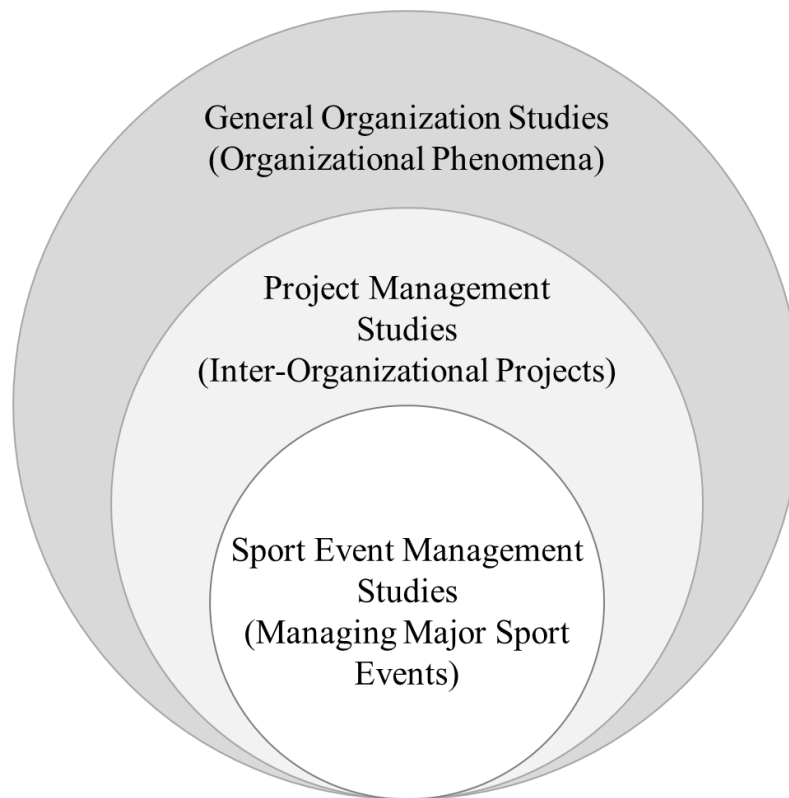 General Organization Studies
(Organizational Phenomena)
Project Management
Studies
(Inter-Organizational Projects)
Sport Event Management
Studies
(Managing Major Sport
Events)